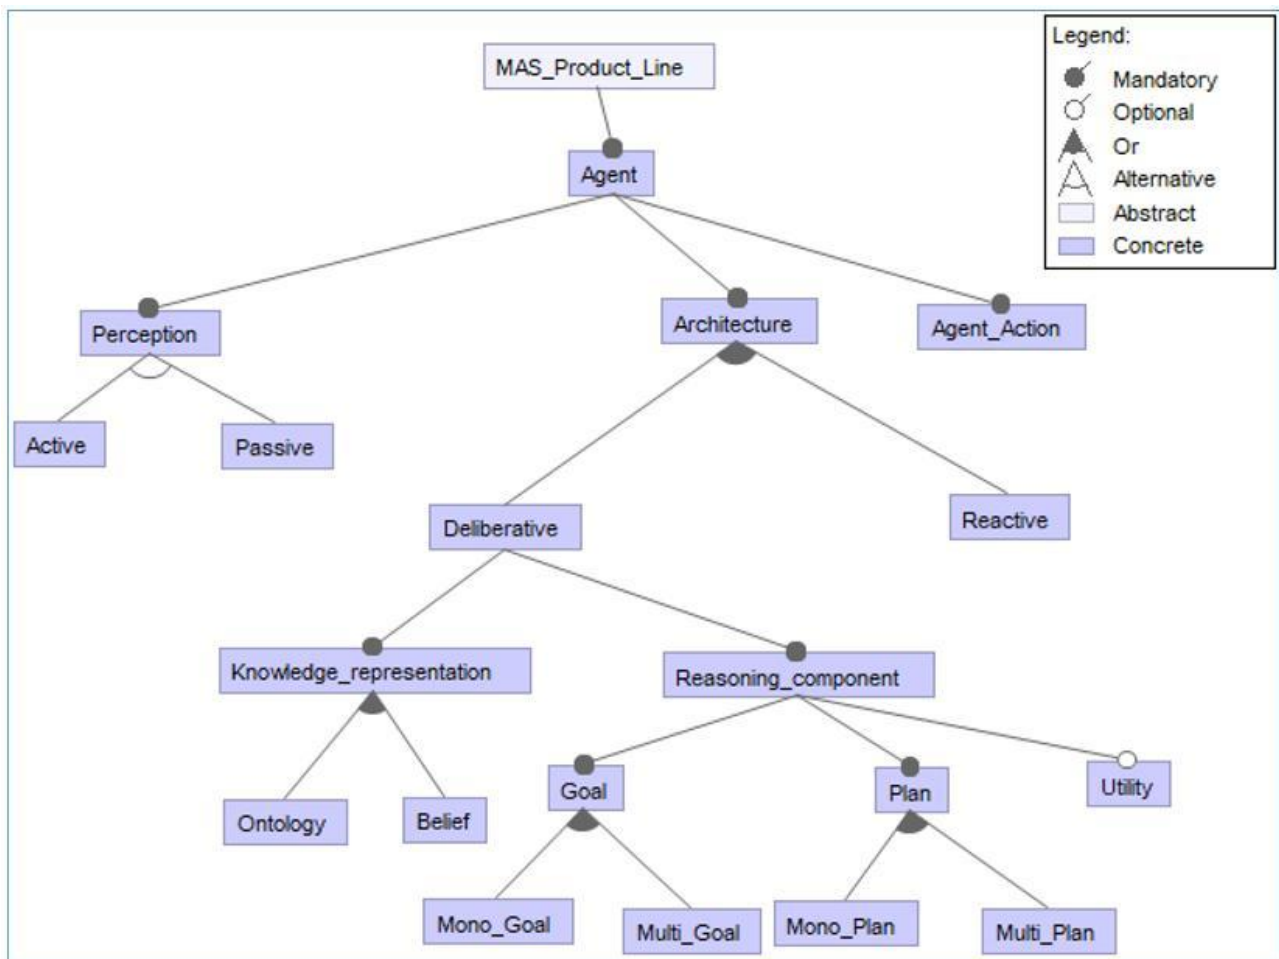 Legend:
MAS_Product_Line
Mandatory
Optional
Or
Agent
Alternative
Abstract
Concrete
Perception
Architecture
Agent_Action
Active
Passive
Deliberative
Reactive
Knowledge_representation
Reasoning_component
Goal
Plan
Utility
Ontology
Belief
Mono_Goal
Multi_Goal
Mono_Plan
Multi_Plan